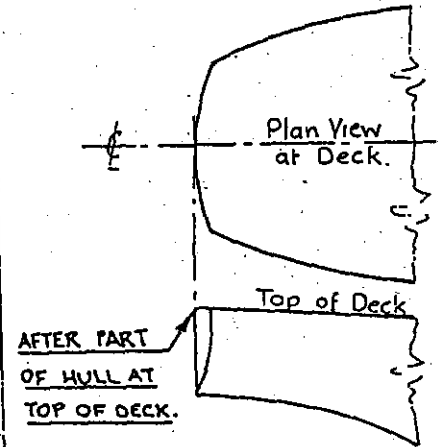 ℄
Plan View
at Deck.
Top of Deck
AFTER PART
OF HULL AT
TOP OF DECK.